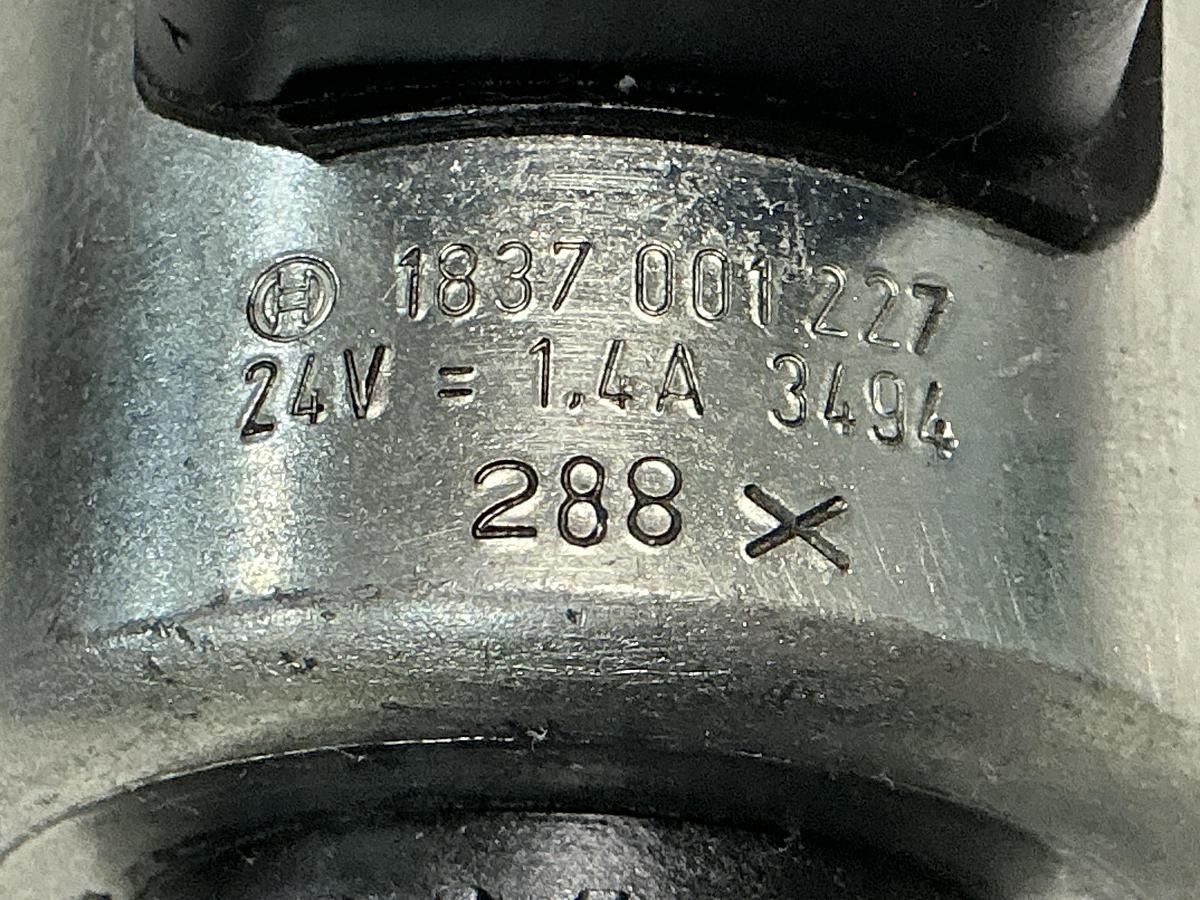 1837 001 227
24V = 1,4A 3494
288 X